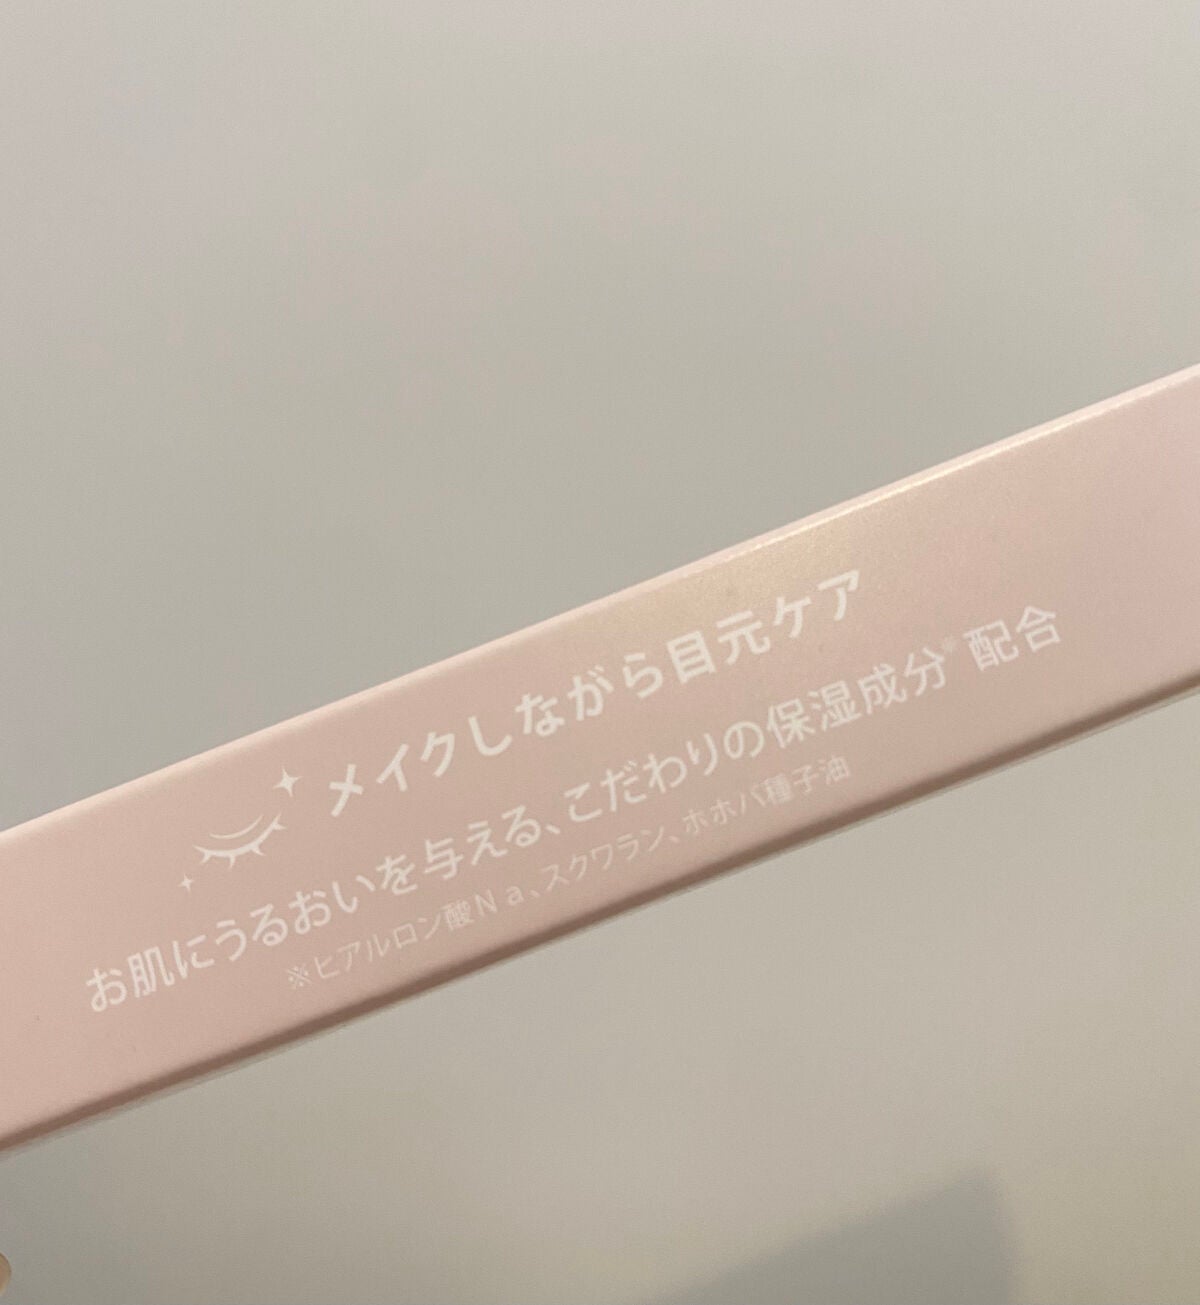 メイクしながら目元ケア
お肌にうるおいを与える、こだわりの保湿成分※配合
※ヒアルロン酸Na、スクワラン、ホホバ種子油